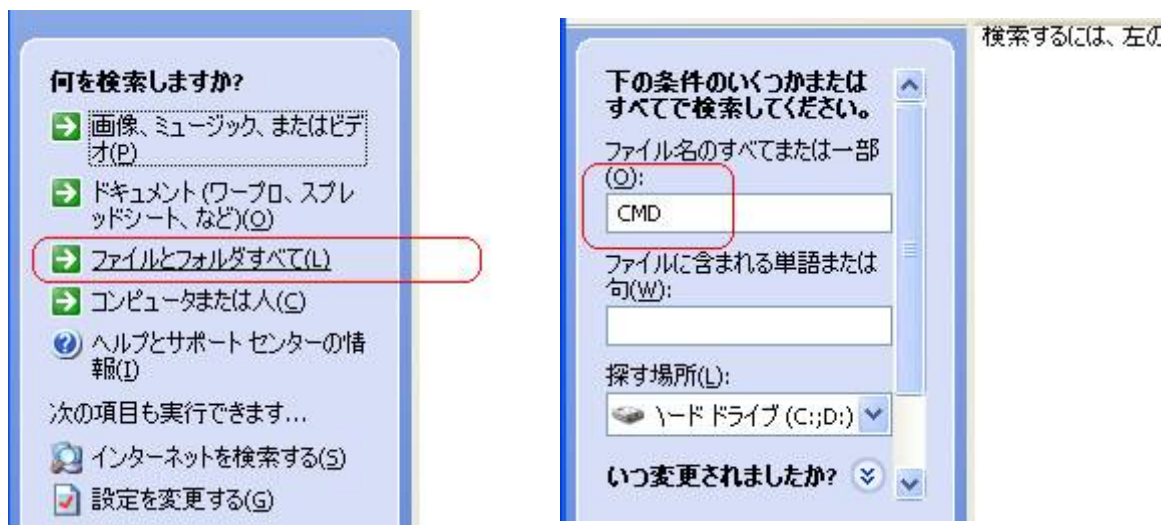 何を検索しますか?
画像、ミュージック、またはビデ
オ(P)
ドキュメント (ワープロ、スプレ
ッドシート、など)(O)
ファイルとフォルダすべて(L)
コンピュータまたは人(C)
ヘルプとサポート センターの情
報(I)
次の項目も実行できます...
インターネットを検索する(S)
設定を変更する(G)
下の条件のいくつかまたは
すべてで検索してください。
ファイル名のすべてまたは一部
(O):
CMD
ファイルに含まれる単語または
句(W):
探す場所(L):
ード ドライブ (C:;D:)
いつ変更されましたか?
検索するには、左の